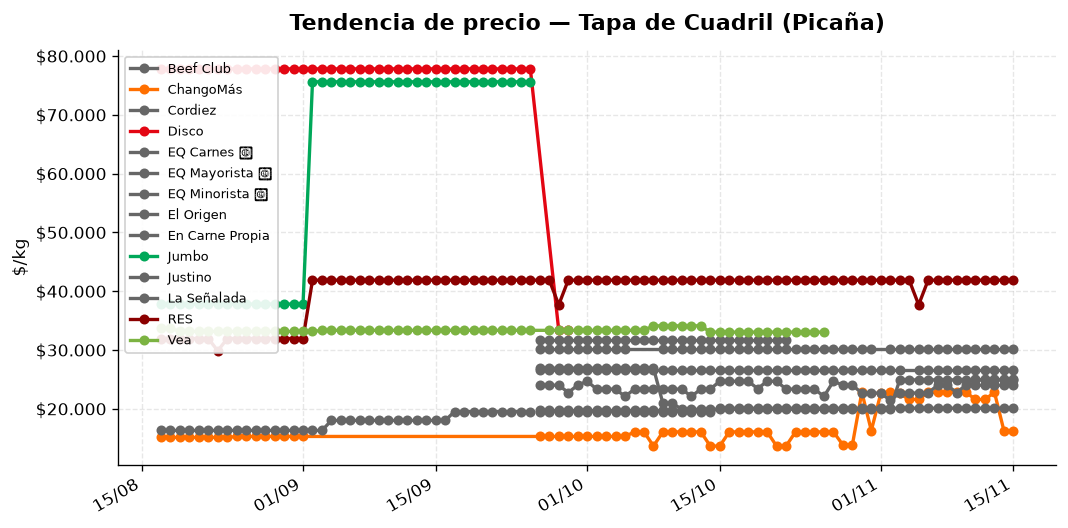 Tendencia de precio — Tapa de Cuadril (Picaña)
$/kg
$80.000
$70.000
$60.000
$50.000
$40.000
$30.000
$20.000
Beef Club
ChangoMás
Cordiez
Disco
EQ Carnes
EQ Mayorista
EQ Minorista
El Origen
En Carne Propia
Jumbo
Justino
La Señalada
RES
Vea
15/08
01/09
15/09
01/10
15/10
01/11
15/11